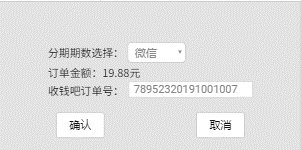 分期期数选择： 微信
订单金额：19.88元
收钱吧订单号： 78952320191001007
确认 取消